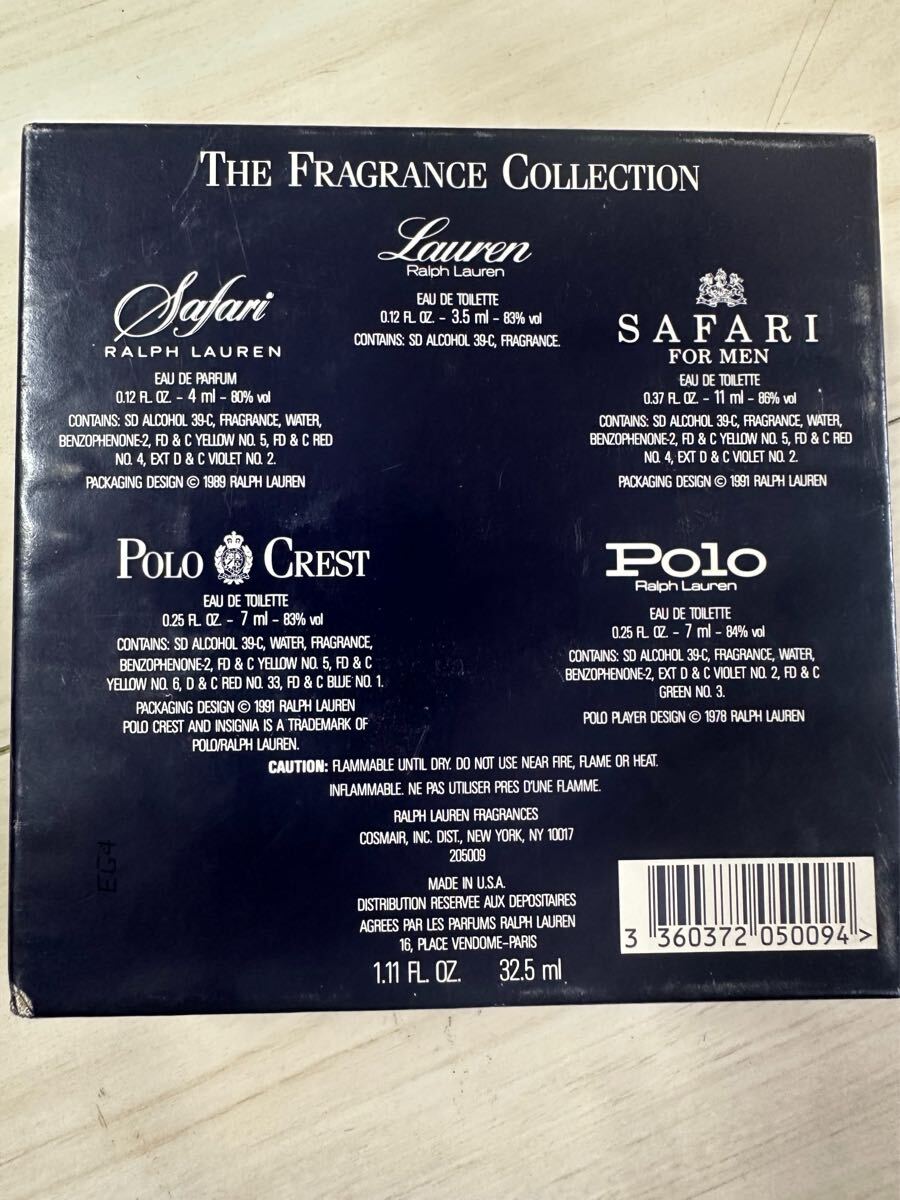 THE FRAGRANCE COLLECTION
Lauren
Ralph Lauren
EAU DE TOILETTE
0.12 FL. OZ. - 3.5 ml - 83% vol
CONTAINS: SD ALCOHOL 39-C, FRAGRANCE.
Safari
RALPH LAUREN
EAU DE PARFUM
0.12 FL. OZ. - 4 ml - 80% vol
CONTAINS: SD ALCOHOL 39-C, FRAGRANCE, WATER,
BENZOPHENONE-2, FD & C YELLOW NO. 5, FD & C RED
NO. 4, EXT D & C VIOLET NO. 2.
PACKAGING DESIGN © 1989 RALPH LAUREN
SAFARI
FOR MEN
EAU DE TOILETTE
0.37 FL. OZ. - 11 ml - 86% vol
CONTAINS: SD ALCOHOL 39-C, FRAGRANCE, WATER,
BENZOPHENONE-2, FD & C YELLOW NO. 5, FD & C RED
NO. 4, EXT D & C VIOLET NO. 2.
PACKAGING DESIGN © 1991 RALPH LAUREN
POLO CREST
EAU DE TOILETTE
0.25 FL. OZ. - 7 ml - 83% vol
CONTAINS: SD ALCOHOL 39-C, WATER, FRAGRANCE,
BENZOPHENONE-2, FD & C YELLOW NO. 5, FD & C
YELLOW NO. 6, D & C RED NO. 33, FD & C BLUE NO. 1.
PACKAGING DESIGN © 1991 RALPH LAUREN
POLO CREST AND INSIGNIA IS A TRADEMARK OF
POLO/RALPH LAUREN.
Polo
Ralph Lauren
EAU DE TOILETTE
0.25 FL. OZ. - 7 ml - 84% vol
CONTAINS: SD ALCOHOL 39-C, FRAGRANCE, WATER,
BENZOPHENONE-2, EXT D & C VIOLET NO. 2, FD & C
GREEN NO. 3.
POLO PLAYER DESIGN © 1978 RALPH LAUREN
CAUTION: FLAMMABLE UNTIL DRY. DO NOT USE NEAR FIRE, FLAME OR HEAT.
INFLAMMABLE. NE PAS UTILISER PRES D'UNE FLAMME.
RALPH LAUREN FRAGRANCES
COSMAIR, INC. DIST., NEW YORK, NY 10017
205009
MADE IN U.S.A.
DISTRIBUTION RESERVEE AUX DEPOSITAIRES
AGREES PAR LES PARFUMS RALPH LAUREN
16, PLACE VENDOME-PARIS
1.11 FL. OZ. 32.5 ml
EG4
3 360372 050094 >